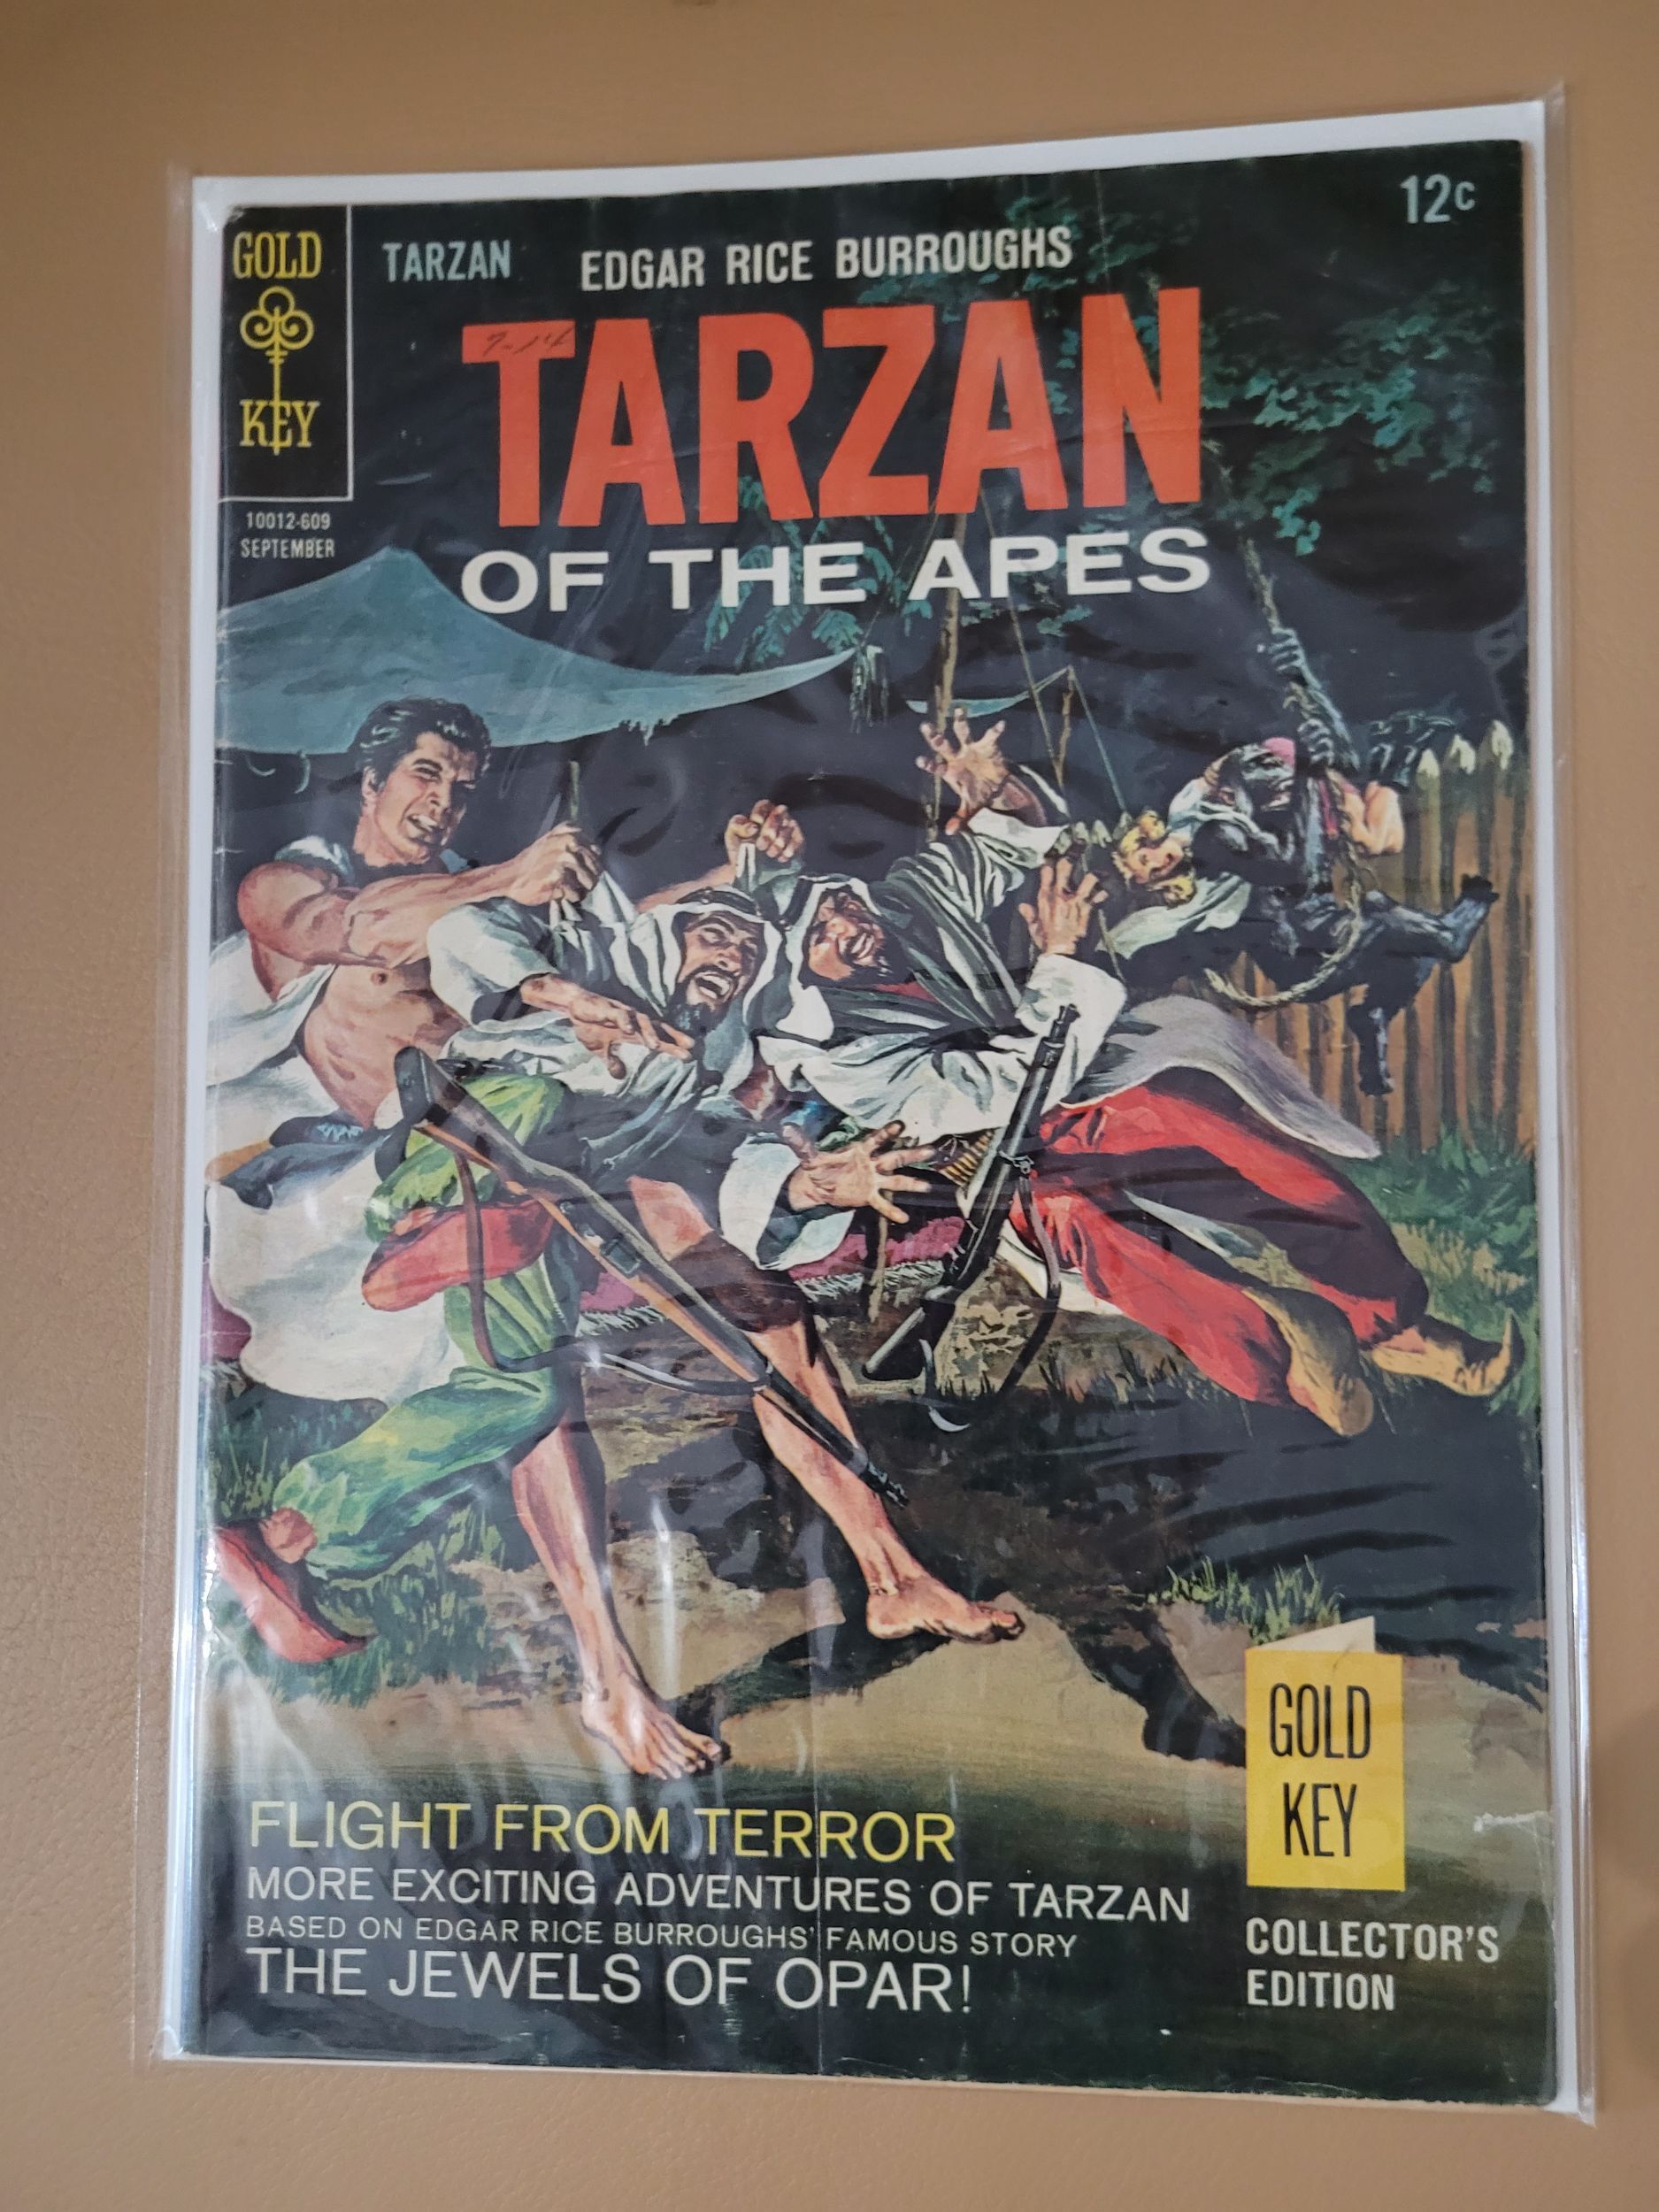 GOLD
KEY
10012-609
SEPTEMBER
TARZAN
EDGAR RICE BURROUGHS
12c
TARZAN
OF THE APES
GOLD
KEY
FLIGHT FROM TERROR
MORE EXCITING ADVENTURES OF TARZAN
BASED ON EDGAR RICE BURROUGHS' FAMOUS STORY
THE JEWELS OF OPAR!
COLLECTOR'S
EDITION